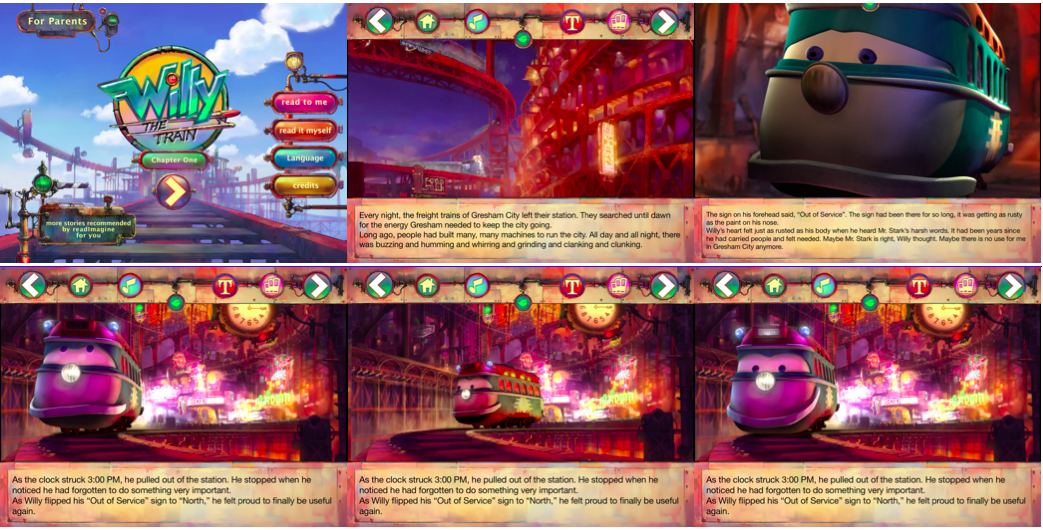 For Parents
Willy
THE
TRAIN
Chapter One
read to me
read it myself
Language
credits
more stories recommended
by readImagine
for you
T
Every night, the freight trains of Gresham City left their station. They searched until dawn
for the energy Gresham needed to keep the city going.
Long ago, people had built many, many machines to run the city. All day and all night, there
was buzzing and humming and whirring and grinding and clanking and clunking.
The sign on his forehead said, "Out of Service". The sign had been there for so long, it was getting as rusty
as the paint on his nose.
Willy's heart felt just as rusted as his body when he heard Mr. Stark's harsh words. It had been years since
he had carried people and felt needed. Maybe Mr. Stark is right, Willy thought. Maybe there is no use for me
in Gresham City anymore.
T
As the clock struck 3:00 PM, he pulled out of the station. He stopped when he
noticed he had forgotten to do something very important.
As Willy flipped his "Out of Service" sign to "North," he felt proud to finally be useful
again.
T
As the clock struck 3:00 PM, he pulled out of the station. He stopped when he
noticed he had forgotten to do something very important.
As Willy flipped his "Out of Service" sign to "North," he felt proud to finally be useful
again.
T
As the clock struck 3:00 PM, he pulled out of the station. He stopped when he
noticed he had forgotten to do something very important.
As Willy flipped his "Out of Service" sign to "North," he felt proud to finally be useful
again.